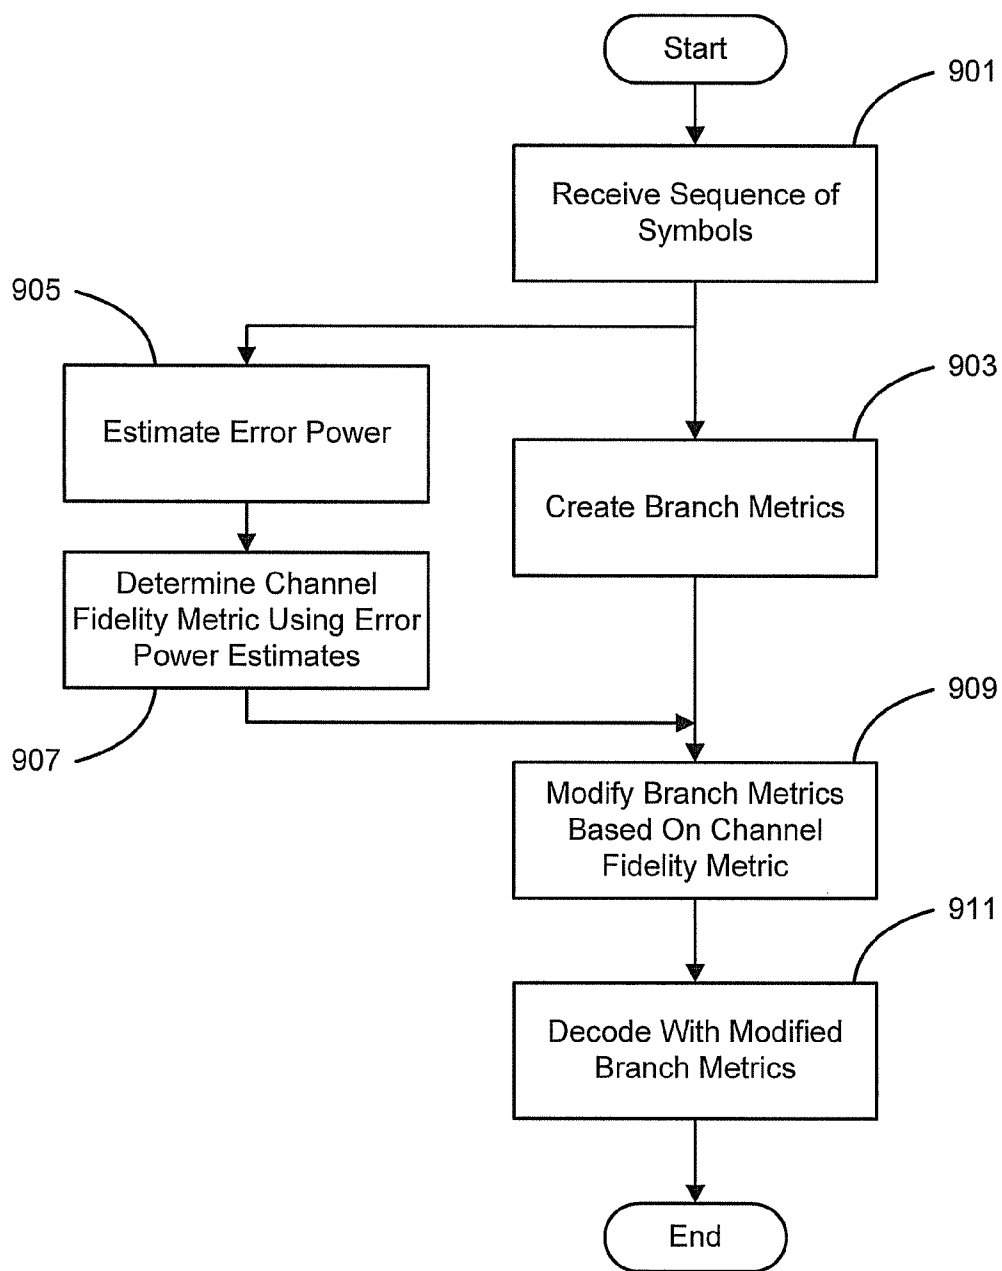 Start
901
Receive Sequence of
Symbols
905
903
Estimate Error Power
Create Branch Metrics
Determine Channel
Fidelity Metric Using Error
Power Estimates
909
907
Modify Branch Metrics
Based On Channel
Fidelity Metric
911
Decode With Modified
Branch Metrics
End